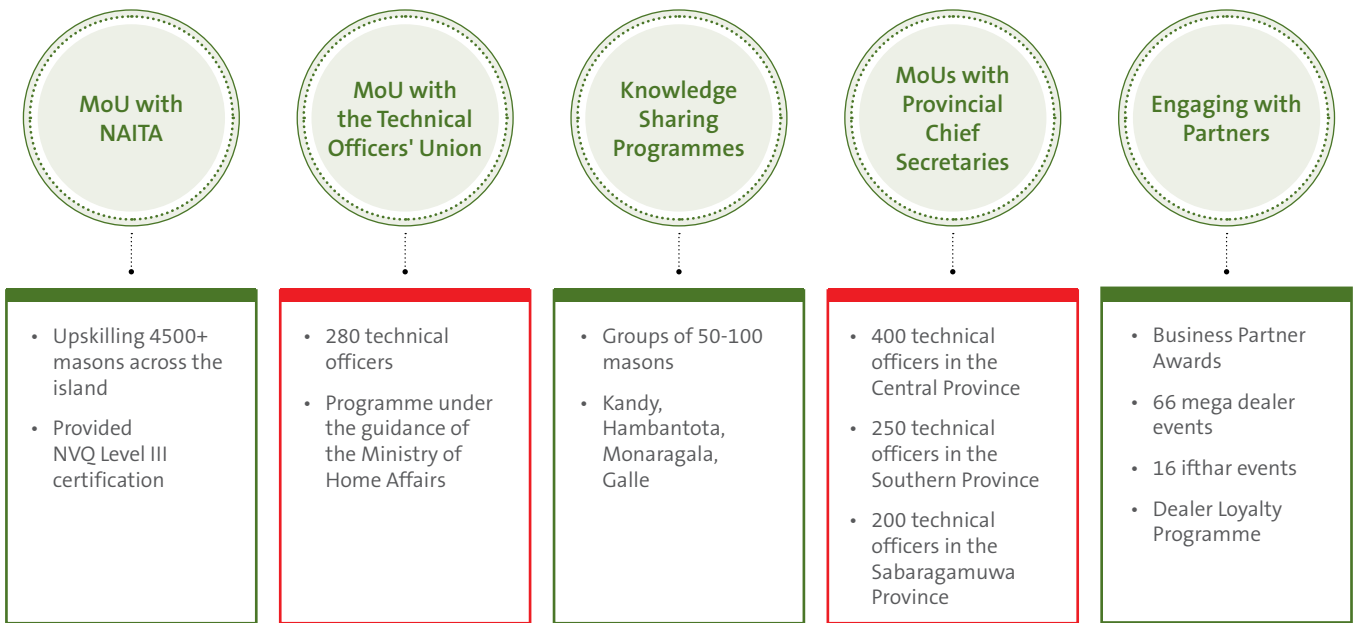 MoU with
NAITA
MoU with
the Technical
Officers' Union
Knowledge
Sharing
Programmes
MoUs with
Provincial
Chief
Secretaries
Engaging with
Partners
• Upskilling 4500+
masons across the
island
• Provided
NVQ Level III
certification
• 280 technical
officers
• Programme under
the guidance of
the Ministry of
Home Affairs
• Groups of 50-100
masons
• Kandy,
Hambantota,
Monaragala,
Galle
• 400 technical
officers in the
Central Province
• 250 technical
officers in the
Southern Province
• 200 technical
officers in the
Sabaragamuwa
Province
• Business Partner
Awards
• 66 mega dealer
events
• 16 ifthar events
• Dealer Loyalty
Programme